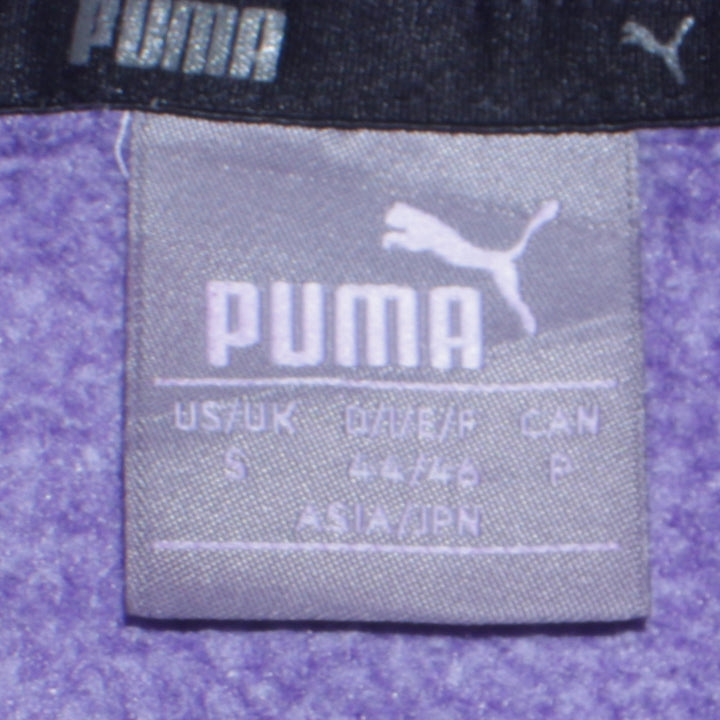 PUMA
PUMA
US/UK D/I/E/F CAN
S 44/46 P
ASIA/JPN